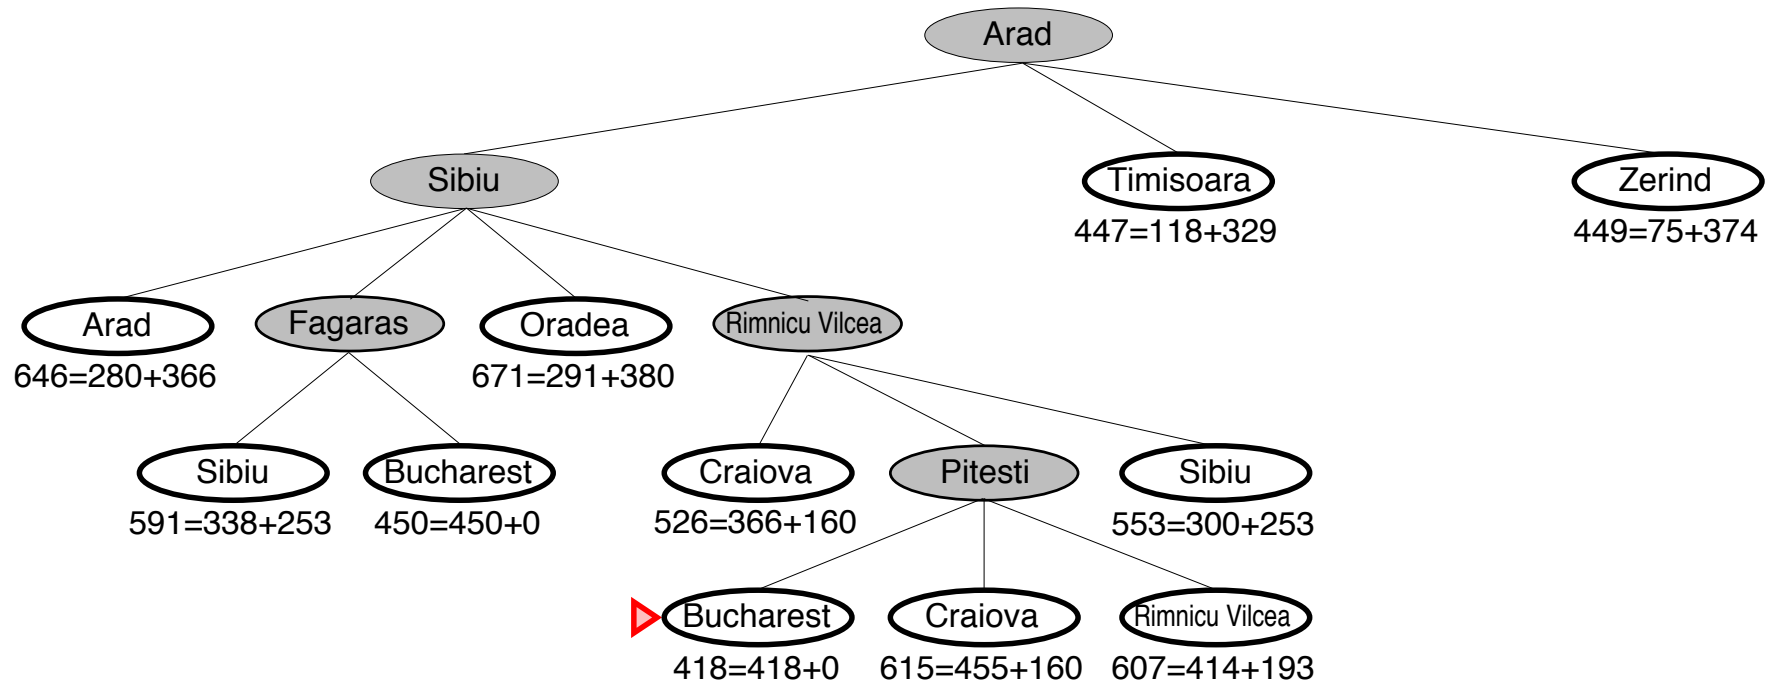 Arad
Sibiu
Timisoara
Zerind
447=118+329
449=75+374
Arad
Fagaras
Oradea
Rimnicu Vilcea
646=280+366
671=291+380
Sibiu
Bucharest
Craiova
Pitesti
Sibiu
591=338+253
450=450+0
526=366+160
553=300+253
Bucharest
Craiova
Rimnicu Vilcea
418=418+0
615=455+160
607=414+193